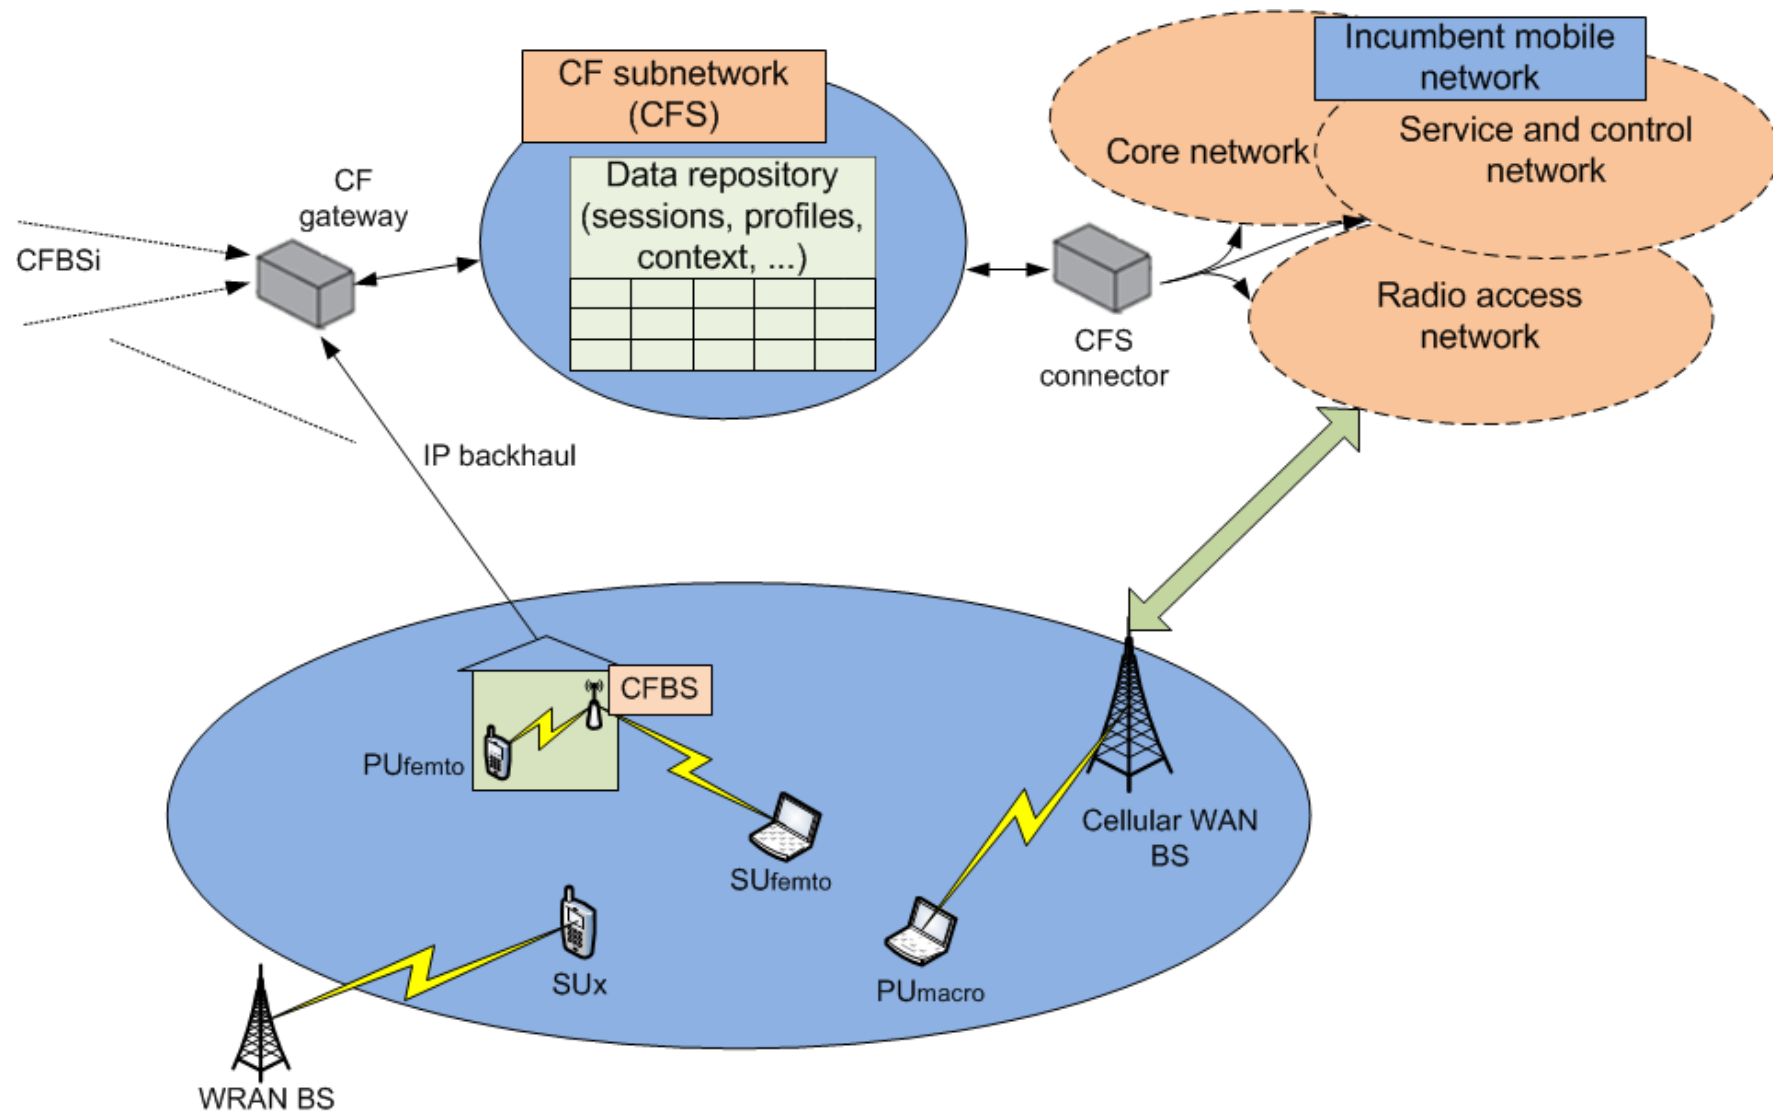 Incumbent mobile
network
CF subnetwork
(CFS)
Core network
Service and control
network
Data repository
(sessions, profiles,
context, ...)
CF
gateway
CFBSi
Radio access
network
CFS
connector
IP backhaul
CFBS
PUfemto
SUfemto
Cellular WAN
BS
SUx
PUmacro
WRAN BS